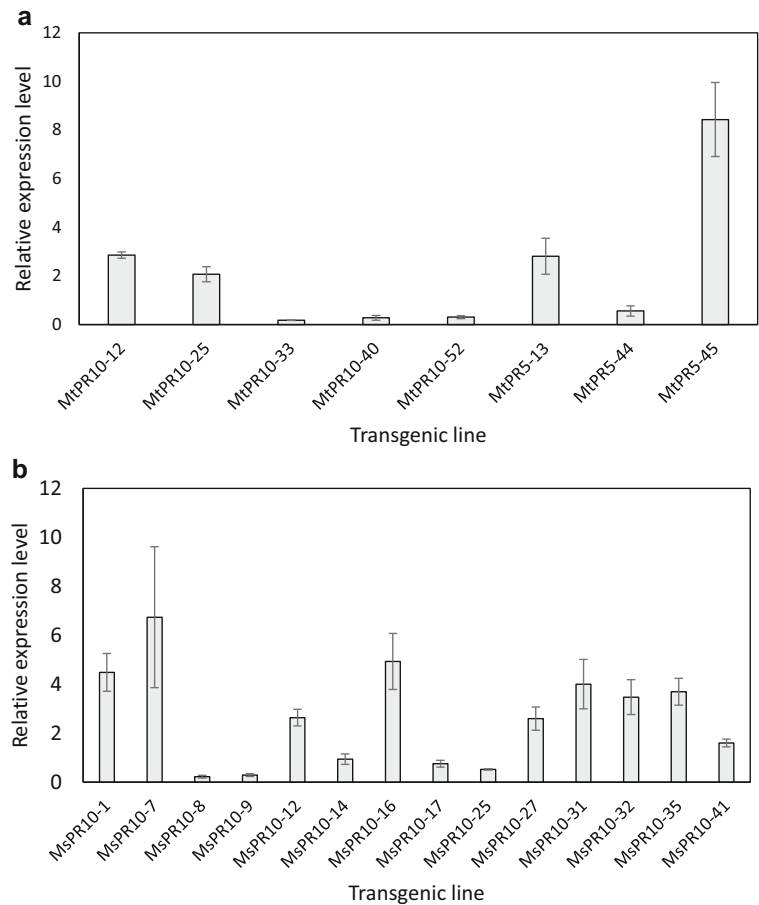 a
12
10
8
6
4
2
0
Relative expression level
MtPR10-12
MtPR10-25
MtPR10-33
MtPR10-40
MtPR10-52
MtPR5-13
MtPR5-44
MtPR5-45
Transgenic line
b
12
10
8
6
4
2
0
Relative expression level
MsPR10-1
MsPR10-7
MsPR10-8
MsPR10-9
MsPR10-12
MsPR10-14
MsPR10-16
MsPR10-17
MsPR10-25
MsPR10-27
MsPR10-31
MsPR10-32
MsPR10-35
MsPR10-41
Transgenic line